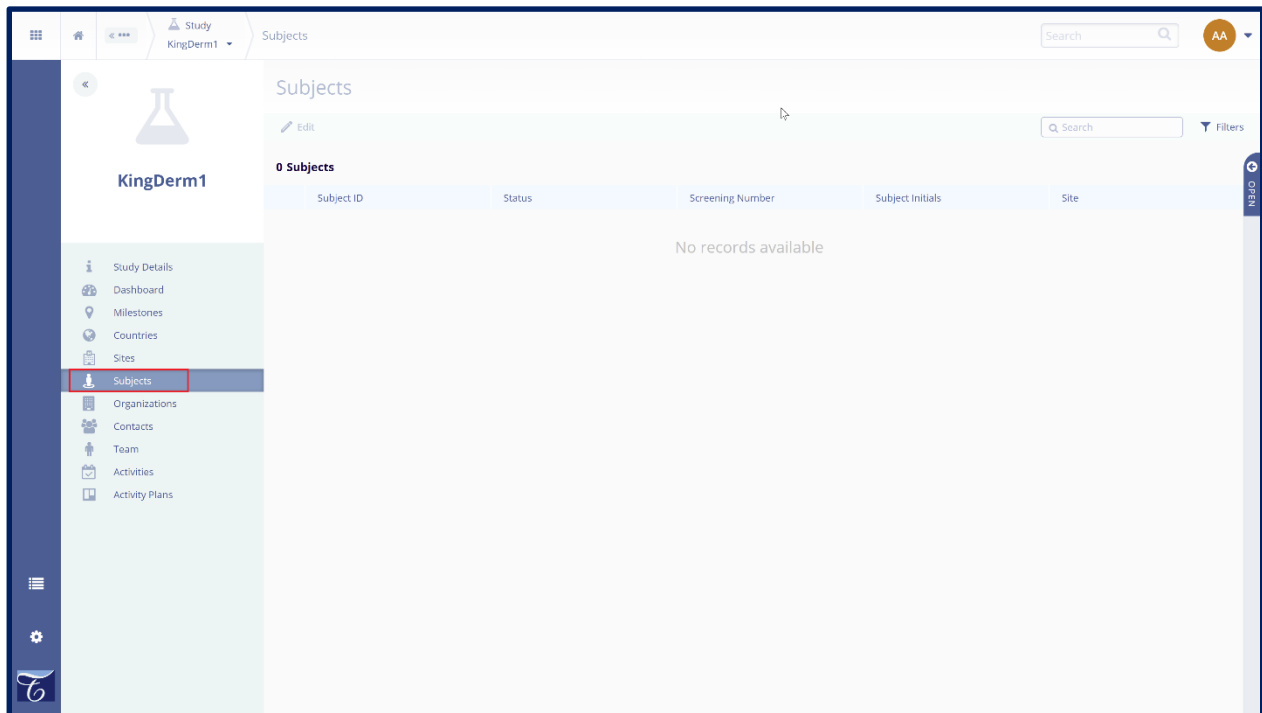 Study
KingDerm1
Subjects
Search
AA
KingDerm1
Subjects
Edit
Search
Filters
0 Subjects
OPEN
Subject ID Status Screening Number Subject Initials Site
No records available
Study Details
Dashboard
Milestones
Countries
Sites
Subjects
Organizations
Contacts
Team
Activities
Activity Plans